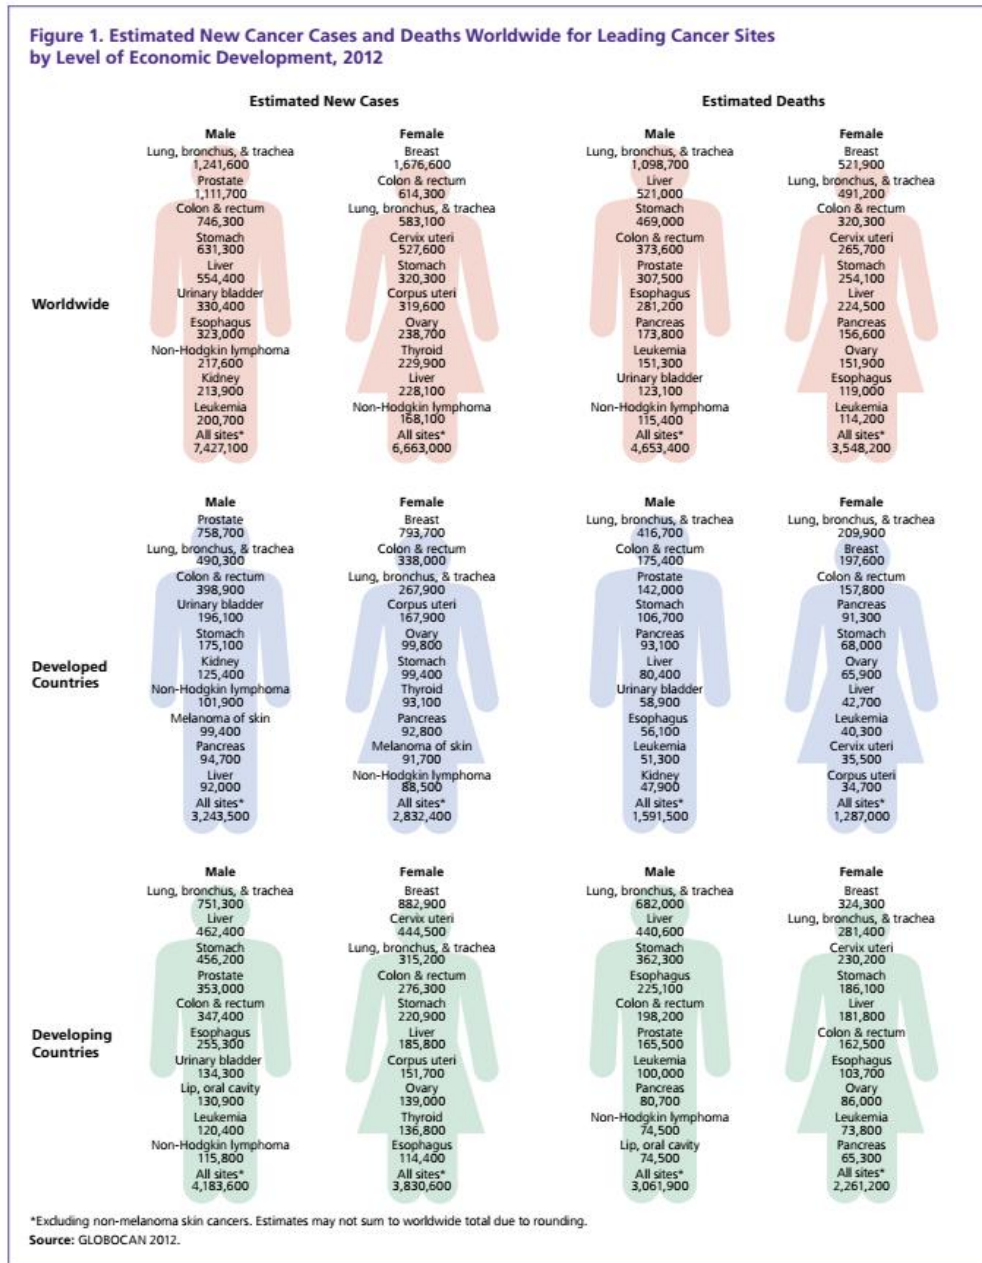 Figure 1. Estimated New Cancer Cases and Deaths Worldwide for Leading Cancer Sites
by Level of Economic Development, 2012
Estimated New Cases
Estimated Deaths
Worldwide
Male
Lung, bronchus, & trachea
1,241,600
Prostate
1,111,700
Colon & rectum
746,300
Stomach
631,300
Liver
554,400
Urinary bladder
330,400
Esophagus
323,000
Non-Hodgkin lymphoma
217,600
Kidney
213,900
Leukemia
200,700
All sites*
7,427,100
Female
Breast
1,676,600
Colon & rectum
614,300
Lung, bronchus, & trachea
583,100
Cervix uteri
527,600
Stomach
320,300
Corpus uteri
319,600
Ovary
238,700
Thyroid
229,900
Liver
228,100
Non-Hodgkin lymphoma
168,100
All sites*
6,663,000
Male
Lung, bronchus, & trachea
1,098,700
Liver
521,000
Stomach
469,000
Colon & rectum
373,600
Prostate
307,500
Esophagus
281,200
Pancreas
173,800
Leukemia
151,300
Urinary bladder
123,100
Non-Hodgkin lymphoma
115,400
All sites*
4,653,400
Female
Breast
521,900
Lung, bronchus, & trachea
491,200
Colon & rectum
320,300
Cervix uteri
265,700
Stomach
254,100
Liver
224,500
Pancreas
156,600
Ovary
151,900
Esophagus
119,000
Leukemia
114,200
All sites*
3,548,200
Developed
Countries
Male
Prostate
758,700
Lung, bronchus, & trachea
490,300
Colon & rectum
398,900
Urinary bladder
196,100
Stomach
175,100
Kidney
125,400
Non-Hodgkin lymphoma
101,900
Melanoma of skin
99,400
Pancreas
94,700
Liver
92,000
All sites*
3,243,500
Female
Breast
793,700
Colon & rectum
338,000
Lung, bronchus, & trachea
267,900
Corpus uteri
167,900
Ovary
99,800
Stomach
99,400
Thyroid
93,100
Pancreas
92,800
Melanoma of skin
91,700
Non-Hodgkin lymphoma
88,500
All sites*
2,832,400
Male
Lung, bronchus, & trachea
416,700
Colon & rectum
175,400
Prostate
142,000
Stomach
106,700
Pancreas
93,100
Liver
80,400
Urinary bladder
58,900
Esophagus
56,100
Leukemia
51,300
Kidney
47,900
All sites*
1,591,500
Female
Lung, bronchus, & trachea
209,900
Breast
197,600
Colon & rectum
157,800
Pancreas
91,300
Stomach
68,000
Ovary
65,900
Liver
42,700
Leukemia
40,300
Cervix uteri
35,500
Corpus uteri
34,700
All sites*
1,287,000
Developing
Countries
Male
Lung, bronchus, & trachea
751,300
Liver
462,400
Stomach
456,200
Prostate
353,000
Colon & rectum
347,400
Esophagus
255,300
Urinary bladder
134,300
Lip, oral cavity
130,900
Leukemia
120,400
Non-Hodgkin lymphoma
115,800
All sites*
4,183,600
Female
Breast
882,900
Cervix uteri
444,500
Lung, bronchus, & trachea
315,200
Colon & rectum
276,300
Stomach
220,900
Liver
185,800
Corpus uteri
151,700
Ovary
139,000
Thyroid
136,800
Esophagus
114,400
All sites*
3,830,600
Male
Lung, bronchus, & trachea
682,000
Liver
440,600
Stomach
362,300
Esophagus
225,100
Colon & rectum
198,200
Prostate
165,500
Leukemia
100,000
Pancreas
80,700
Non-Hodgkin lymphoma
74,500
Lip, oral cavity
74,500
All sites*
3,061,900
Female
Breast
324,300
Lung, bronchus, & trachea
281,400
Cervix uteri
230,200
Stomach
186,100
Liver
181,800
Colon & rectum
162,500
Esophagus
103,700
Ovary
86,000
Leukemia
73,800
Pancreas
65,300
All sites*
2,261,200
*Excluding non-melanoma skin cancers. Estimates may not sum to worldwide total due to rounding.
Source: GLOBOCAN 2012.